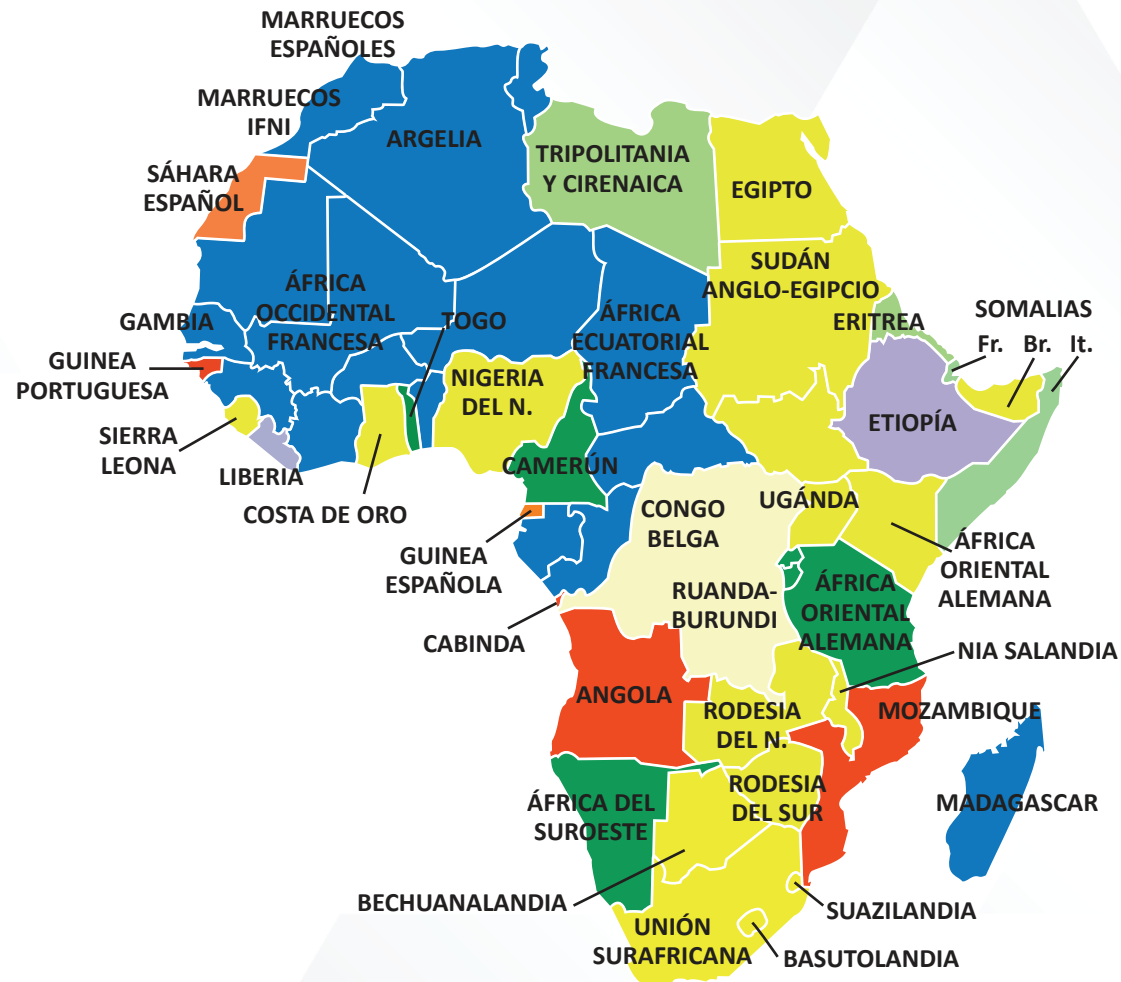 MARRUECOS
ESPAÑOLES
MARRUECOS
IFNI
ARGELIA
TRIPOLITANIA
Y CIRENAICA
EGIPTO
SÁHARA
ESPAÑOL
SUDÁN
ANGLO-EGIPCIO
ÁFRICA
OCCIDENTAL
FRANCESA
GAMBIA
TOGO
ÁFRICA
ECUATORIAL
FRANCESA
ERITREA
SOMALIAS
Fr. Br. It.
GUINEA
PORTUGUESA
NIGERIA
DEL N.
ETIOPÍA
SIERRA
LEONA
LIBERIA
CAMERÚN
COSTA DE ORO
CONGO
BELGA
UGÁNDA
GUINEA
ESPAÑOLA
ÁFRICA
ORIENTAL
ALEMANA
RUANDA-
BURUNDI
ÁFRICA
ORIENTAL
ALEMANA
CABINDA
NIA SALANDIA
ANGOLA
RODESIA
DEL N.
MOZAMBIQUE
RODESIA
DEL SUR
ÁFRICA DEL
SUROESTE
MADAGASCAR
BECHUANALANDIA
SUAZILANDIA
UNIÓN
SURAFRICANA
BASUTOLANDIA